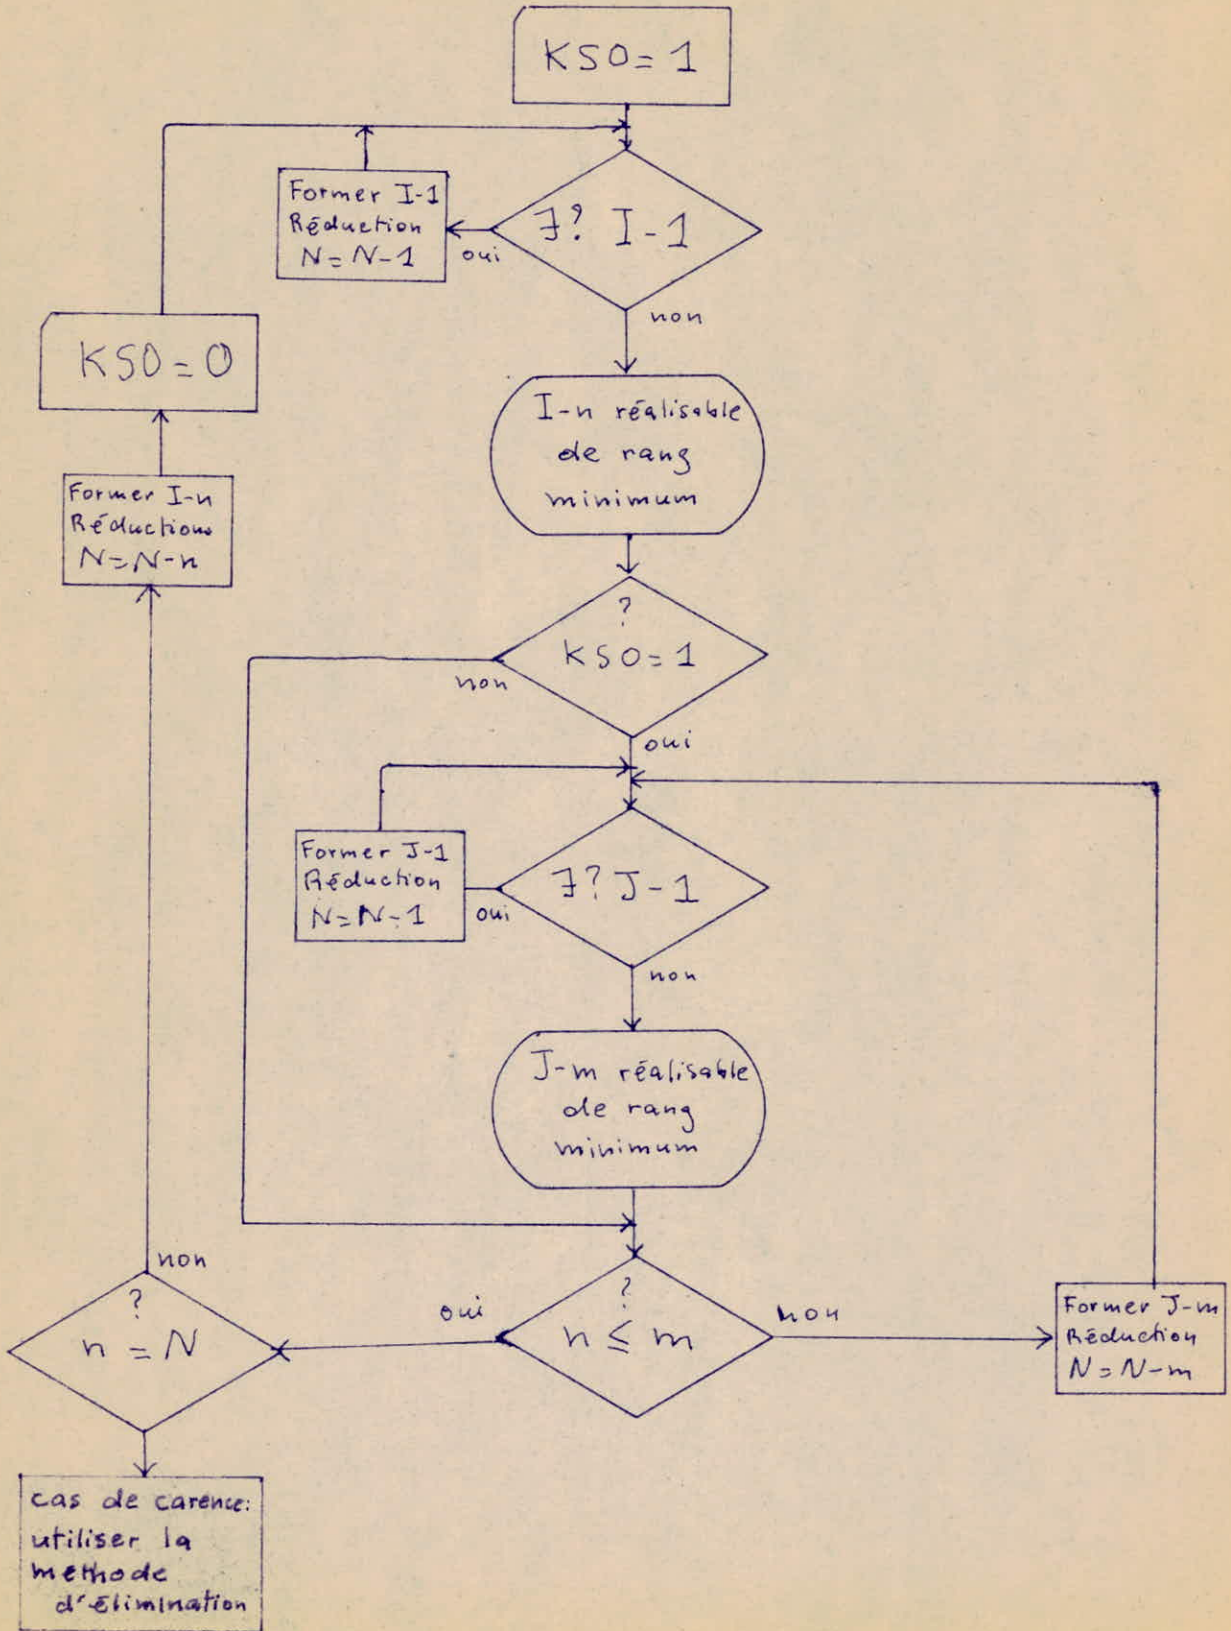 KSO = 1
Former I-1
Réduction
N = N-1
oui
∃? I-1
non
KSO = 0
I-n réalisable
de rang
minimum
Former I-n
Réductions
N = N-n
?
KSO = 1
non
oui
Former J-1
Réduction
N = N-1
oui
∃? J-1
non
J-m réalisable
de rang
minimum
non
?
n = N
oui
?
n ≤ m
non
Former J-m
Réduction
N = N-m
cas de carence:
utiliser la
methode
d'élimination